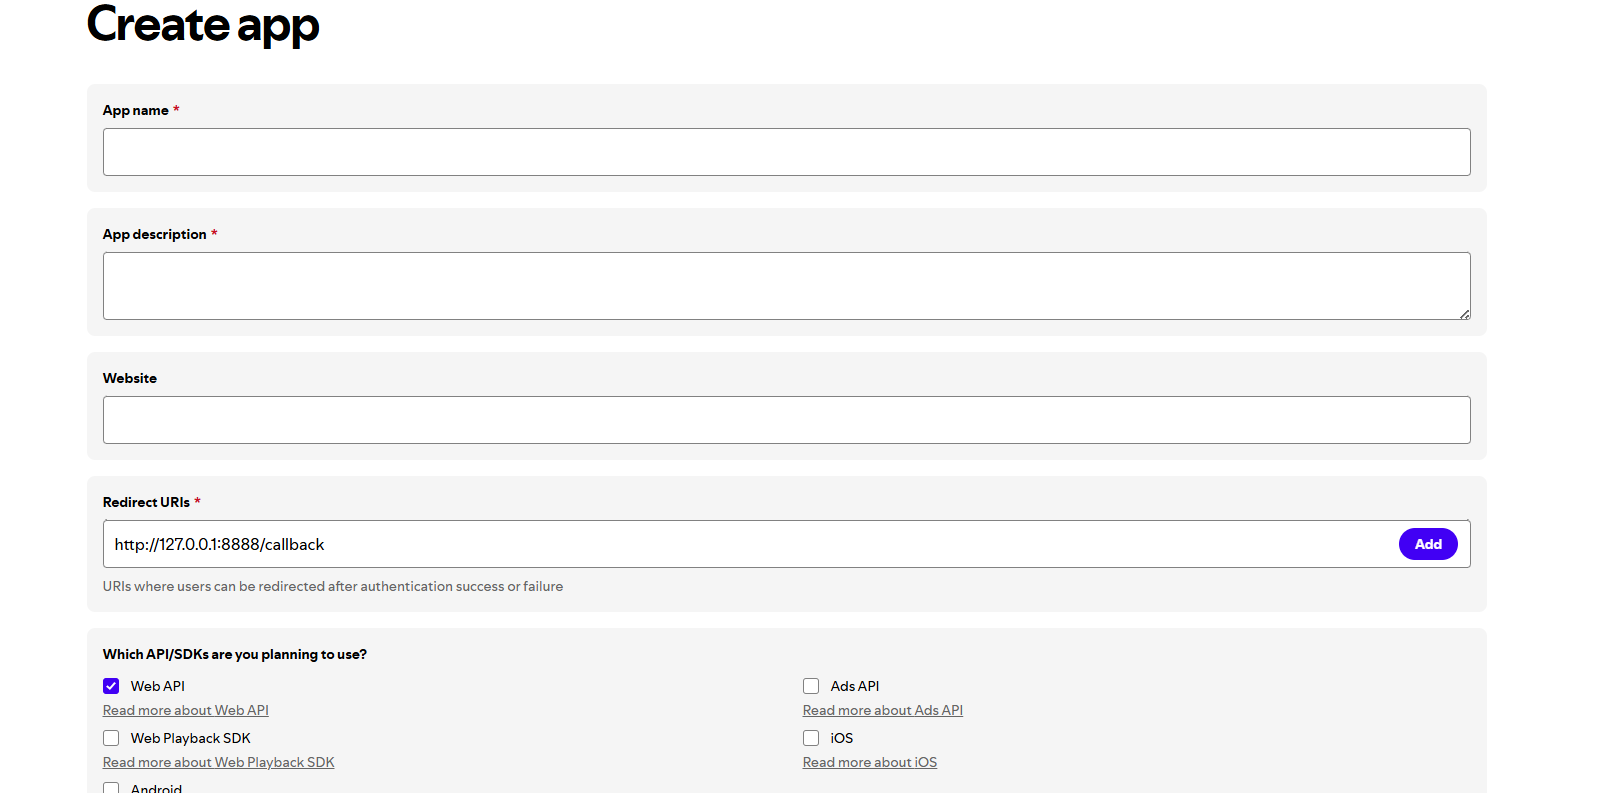 Create app
App name *
App description *
Website
Redirect URIs *
http://127.0.0.1:8888/callback
Add
URIs where users can be redirected after authentication success or failure
Which API/SDKs are you planning to use?
Web API
Ads API
Read more about Web API
Read more about Ads API
Web Playback SDK
iOS
Read more about Web Playback SDK
Read more about iOS
Android